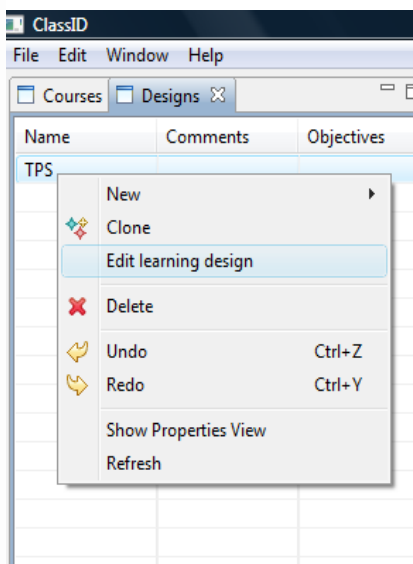 ClassID
File Edit Window Help
Courses Designs
Name Comments Objectives
TPS
New
Clone
Edit learning design
Delete
Undo Ctrl+Z
Redo Ctrl+Y
Show Properties View
Refresh